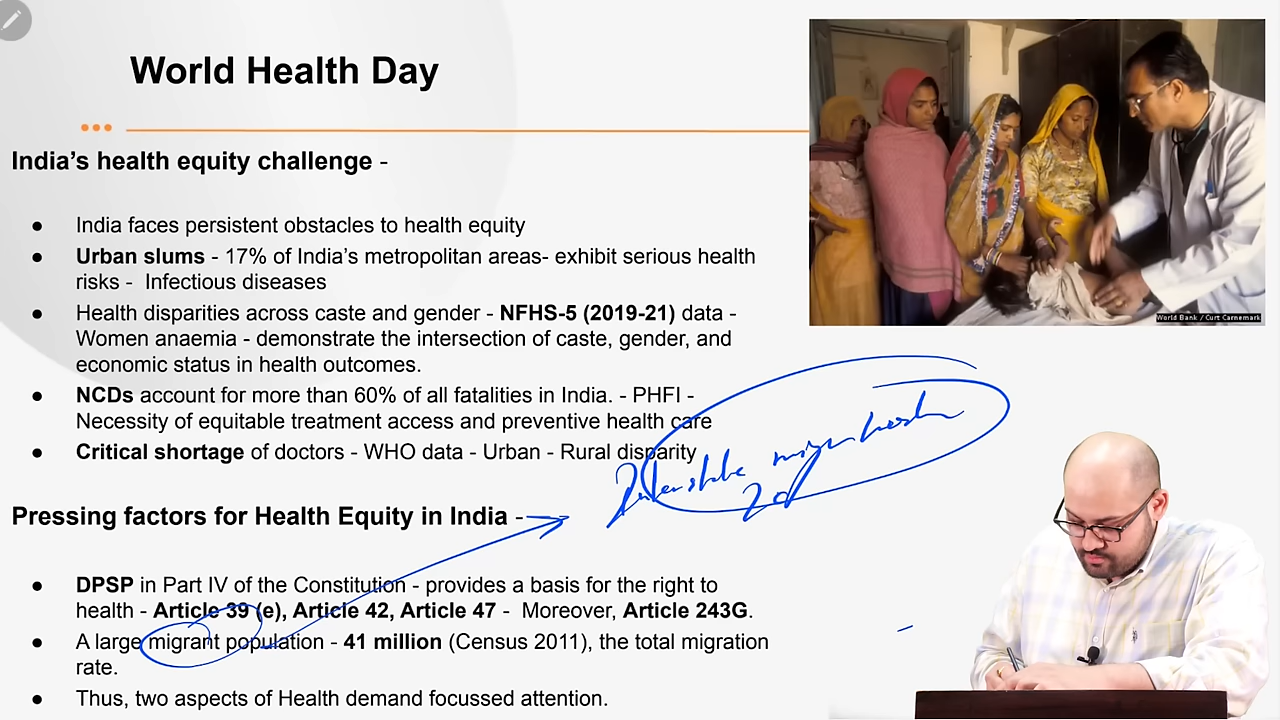 World Health Day
India’s health equity challenge -
● India faces persistent obstacles to health equity
● Urban slums - 17% of India’s metropolitan areas- exhibit serious health
risks - Infectious diseases
● Health disparities across caste and gender - NFHS-5 (2019-21) data -
Women anaemia - demonstrate the intersection of caste, gender, and
economic status in health outcomes.
● NCDs account for more than 60% of all fatalities in India. - PHFI -
Necessity of equitable treatment access and preventive health care
● Critical shortage of doctors - WHO data - Urban - Rural disparity
Pressing factors for Health Equity in India -
● DPSP in Part IV of the Constitution - provides a basis for the right to
health - Article 39 (e), Article 42, Article 47 - Moreover, Article 243G.
● A large migrant population - 41 million (Census 2011), the total migration
rate.
● Thus, two aspects of Health demand focussed attention.
World Bank / Curt Carnemark